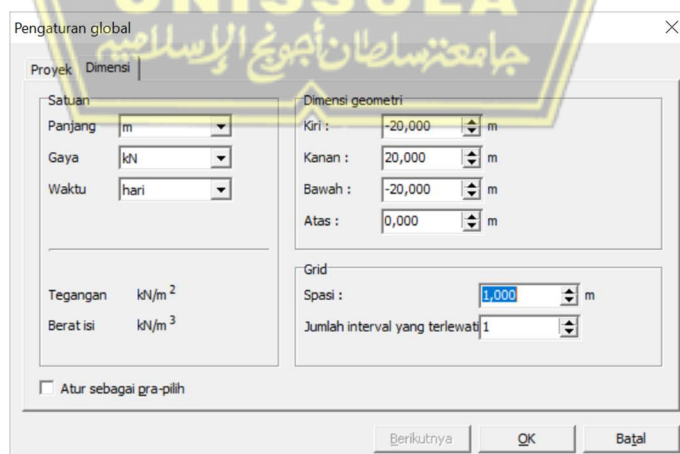 UNISSULA
جامعتنسلطان أجونج الإسلامية
Pengaturan global
Proyek Dimensi
Satuan
Panjang m
Gaya kN
Waktu hari
Tegangan kN/m 2
Berat isi kN/m 3
Dimensi geometri
Kiri : -20,000 m
Kanan : 20,000 m
Bawah : -20,000 m
Atas : 0,000 m
Grid
Spasi : 1,000 m
Jumlah interval yang terlewati 1
Atur sebagai pra-pilih
Berikutnya OK Batal